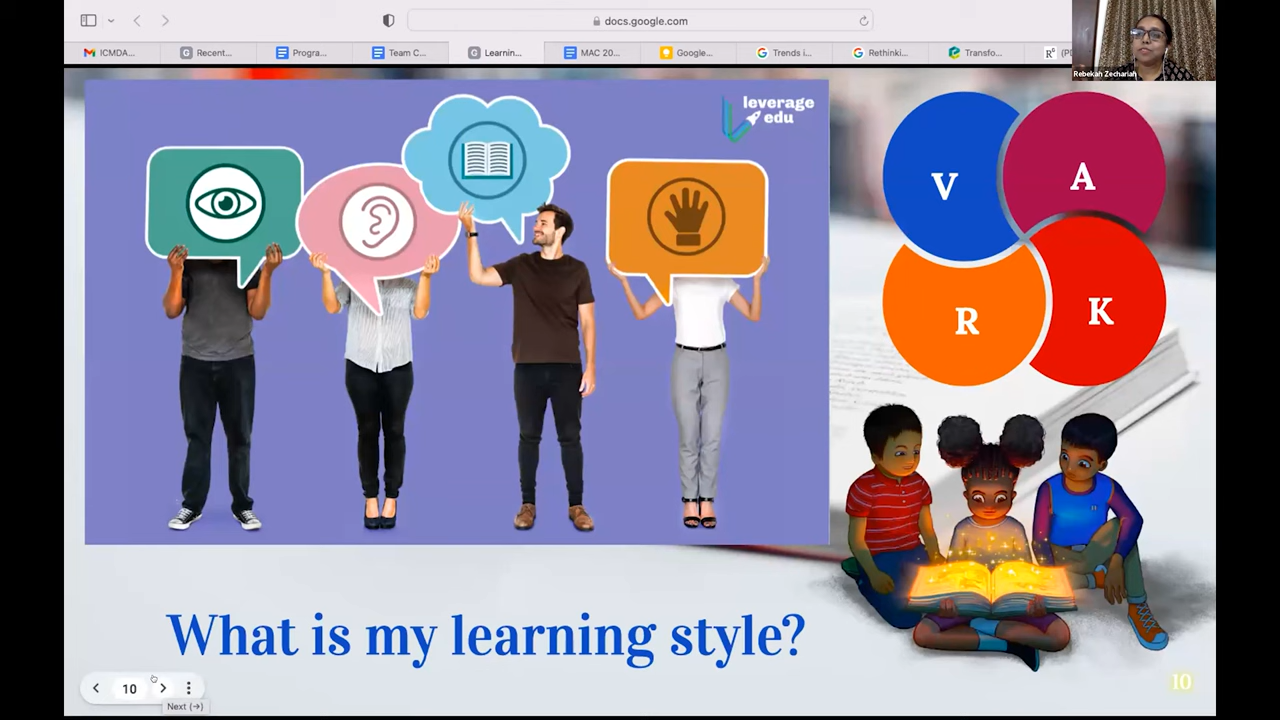 docs.google.com
ICMDA...
Recent...
Progra...
Team C...
Learnin...
MAC 20...
Google...
Trends i...
Rethinki...
Transfo...
(P
Rebekah Zechariah
leverage
edu
V
A
R
K
What is my learning style?
10
Next (→)
10